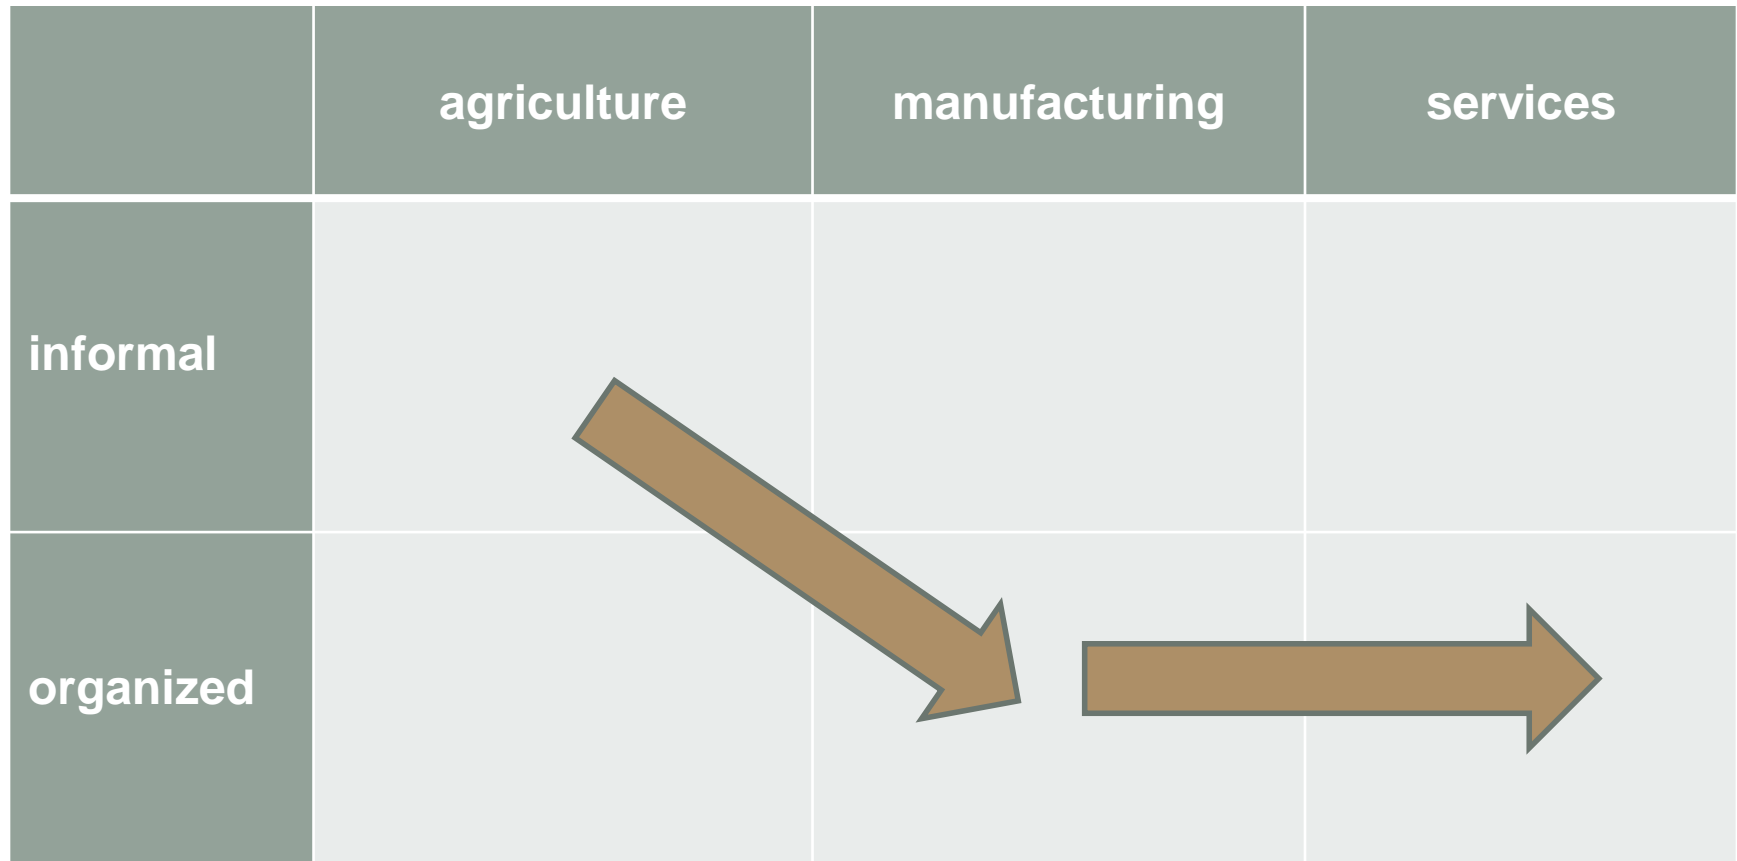 agriculture manufacturing services
informal
organized